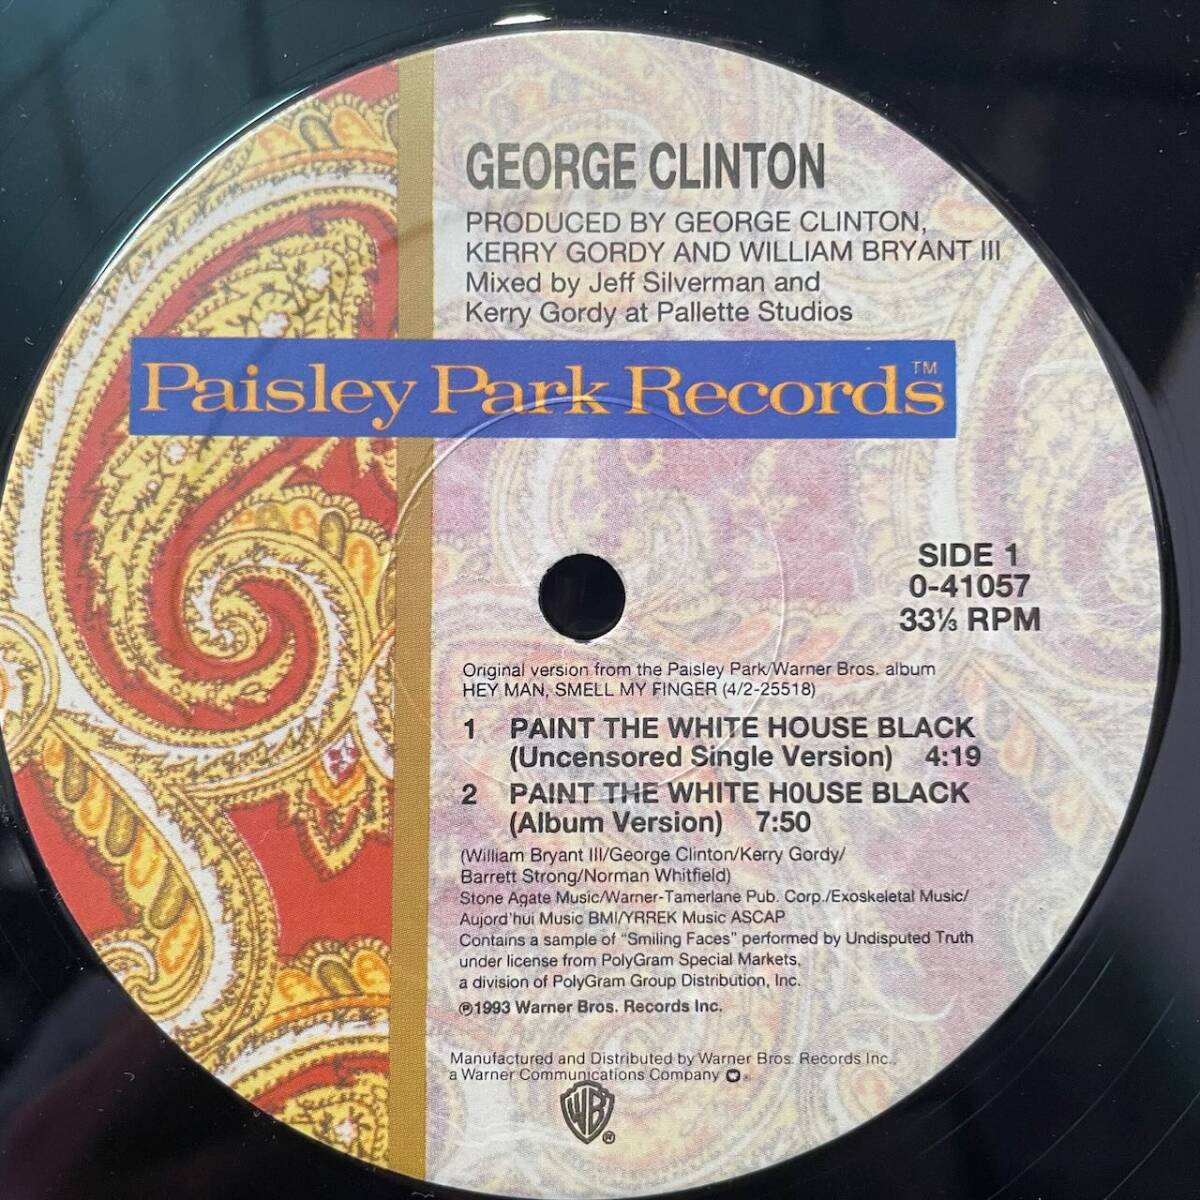 GEORGE CLINTON
PRODUCED BY GEORGE CLINTON,
KERRY GORDY AND WILLIAM BRYANT III
Mixed by Jeff Silverman and
Kerry Gordy at Pallette Studios
Paisley Park Records™
SIDE 1
0-41057
33⅓ RPM
Original version from the Paisley Park/Warner Bros. album
HEY MAN, SMELL MY FINGER (4/2-25518)
1 PAINT THE WHITE HOUSE BLACK
(Uncensored Single Version) 4:19
2 PAINT THE WHITE H0USE BLACK
(Album Version) 7:50
(William Bryant III/George Clinton/Kerry Gordy/
Barrett Strong/Norman Whitfield)
Stone Agate Music/Warner-Tamerlane Pub. Corp./Exoskeletal Music/
Aujord'hui Music BMI/YRREK Music ASCAP
Contains a sample of "Smiling Faces" performed by Undisputed Truth
under license from PolyGram Special Markets,
a division of PolyGram Group Distribution, Inc.
℗1993 Warner Bros. Records Inc.
Manufactured and Distributed by Warner Bros. Records Inc.,
a Warner Communications Company
WB®